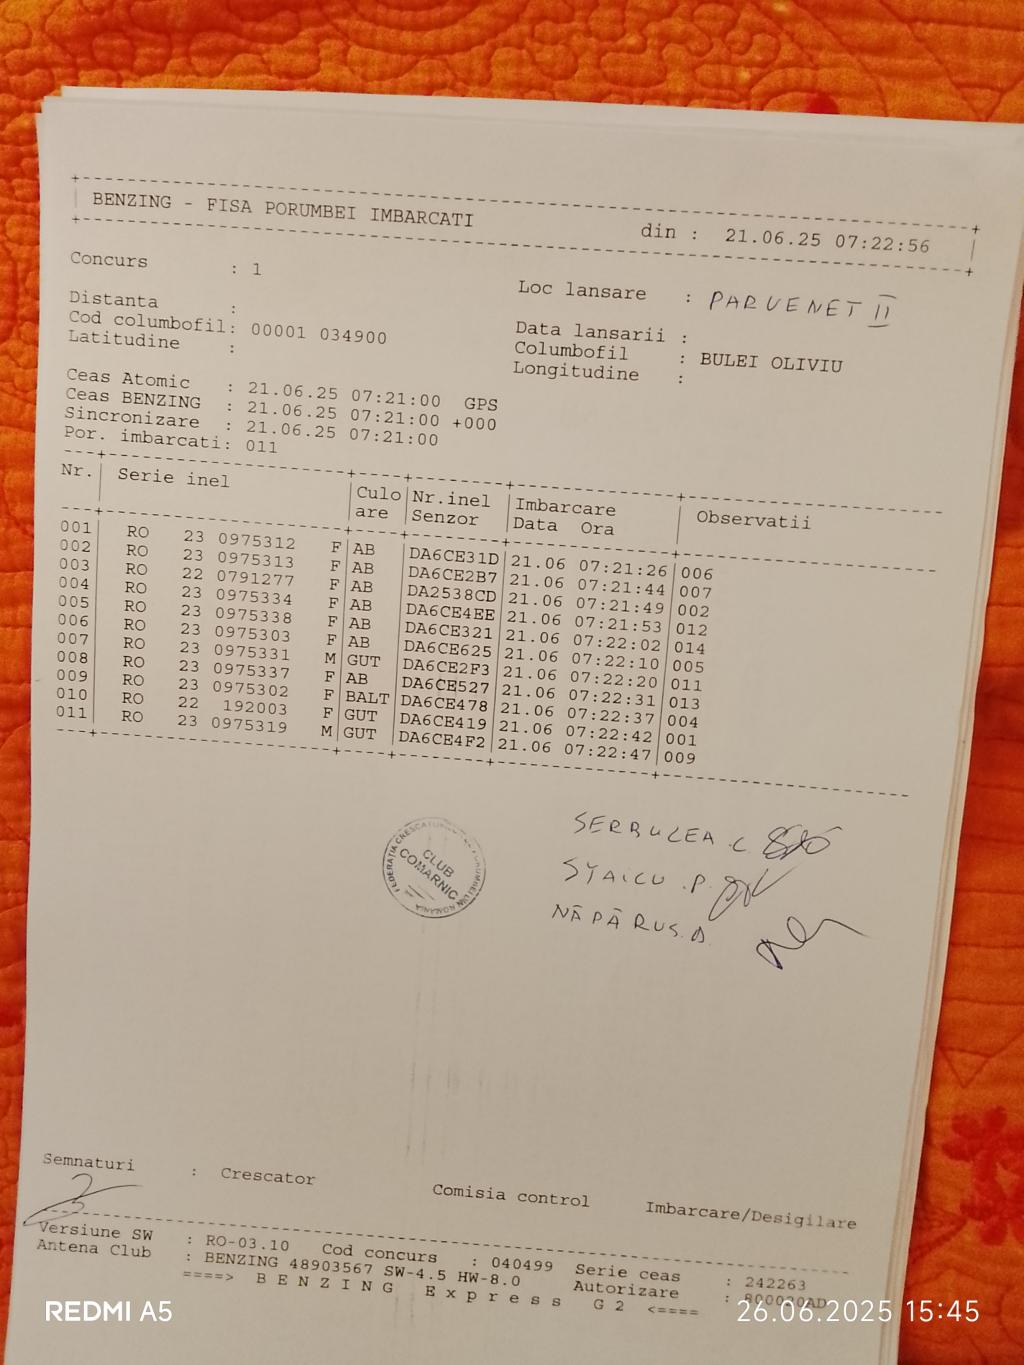 BENZING - FISA PORUMBEI IMBARCATI din : 21.06.25 07:22:56
Concurs : 1 Loc lansare : PARVENET II
Distanta : Data lansarii :
Cod columbofil: 00001 034900 Columbofil : BULEI OLIVIU
Latitudine : Longitudine :
Ceas Atomic : 21.06.25 07:21:00 GPS
Ceas BENZING : 21.06.25 07:21:00 +000
Sincronizare : 21.06.25 07:21:00
Por. imbarcati: 011
Nr. Serie inel Culo Nr.inel Imbarcare Observatii
are Senzor Data Ora
001 RO 23 0975312 F AB DA6CE31D 21.06 07:21:26 006
002 RO 23 0975313 F AB DA6CE2B7 21.06 07:21:44 007
003 RO 22 0791277 F AB DA2538CD 21.06 07:21:49 002
004 RO 23 0975334 F AB DA6CE4EE 21.06 07:21:53 012
005 RO 23 0975338 F AB DA6CE321 21.06 07:22:02 014
006 RO 23 0975303 F AB DA6CE625 21.06 07:22:10 005
007 RO 23 0975331 M GUT DA6CE2F3 21.06 07:22:20 011
008 RO 23 0975337 F AB DA6CE527 21.06 07:22:31 013
009 RO 23 0975302 F BALT DA6CE478 21.06 07:22:37 004
010 RO 22 192003 F GUT DA6CE419 21.06 07:22:42 001
011 RO 23 0975319 M GUT DA6CE4F2 21.06 07:22:47 009
SERBULEA .C.
STAICU .P.
NĂPĂRUS.A.
FEDERATIA CRESCATORILOR DE PORUMBEI DIN ROMANIA
CLUB
COMARNIC
Semnaturi : Crescator Comisia control Imbarcare/Desigilare
Versiune SW : RO-03.10 Cod concurs : 040499 Serie ceas : 242263
Antena Club : BENZING 48903567 SW-4.5 HW-8.0 Autorizare : 800020AD
====> B E N Z I N G E x p r e s s G 2 <====
REDMI A5 26.06.2025 15:45